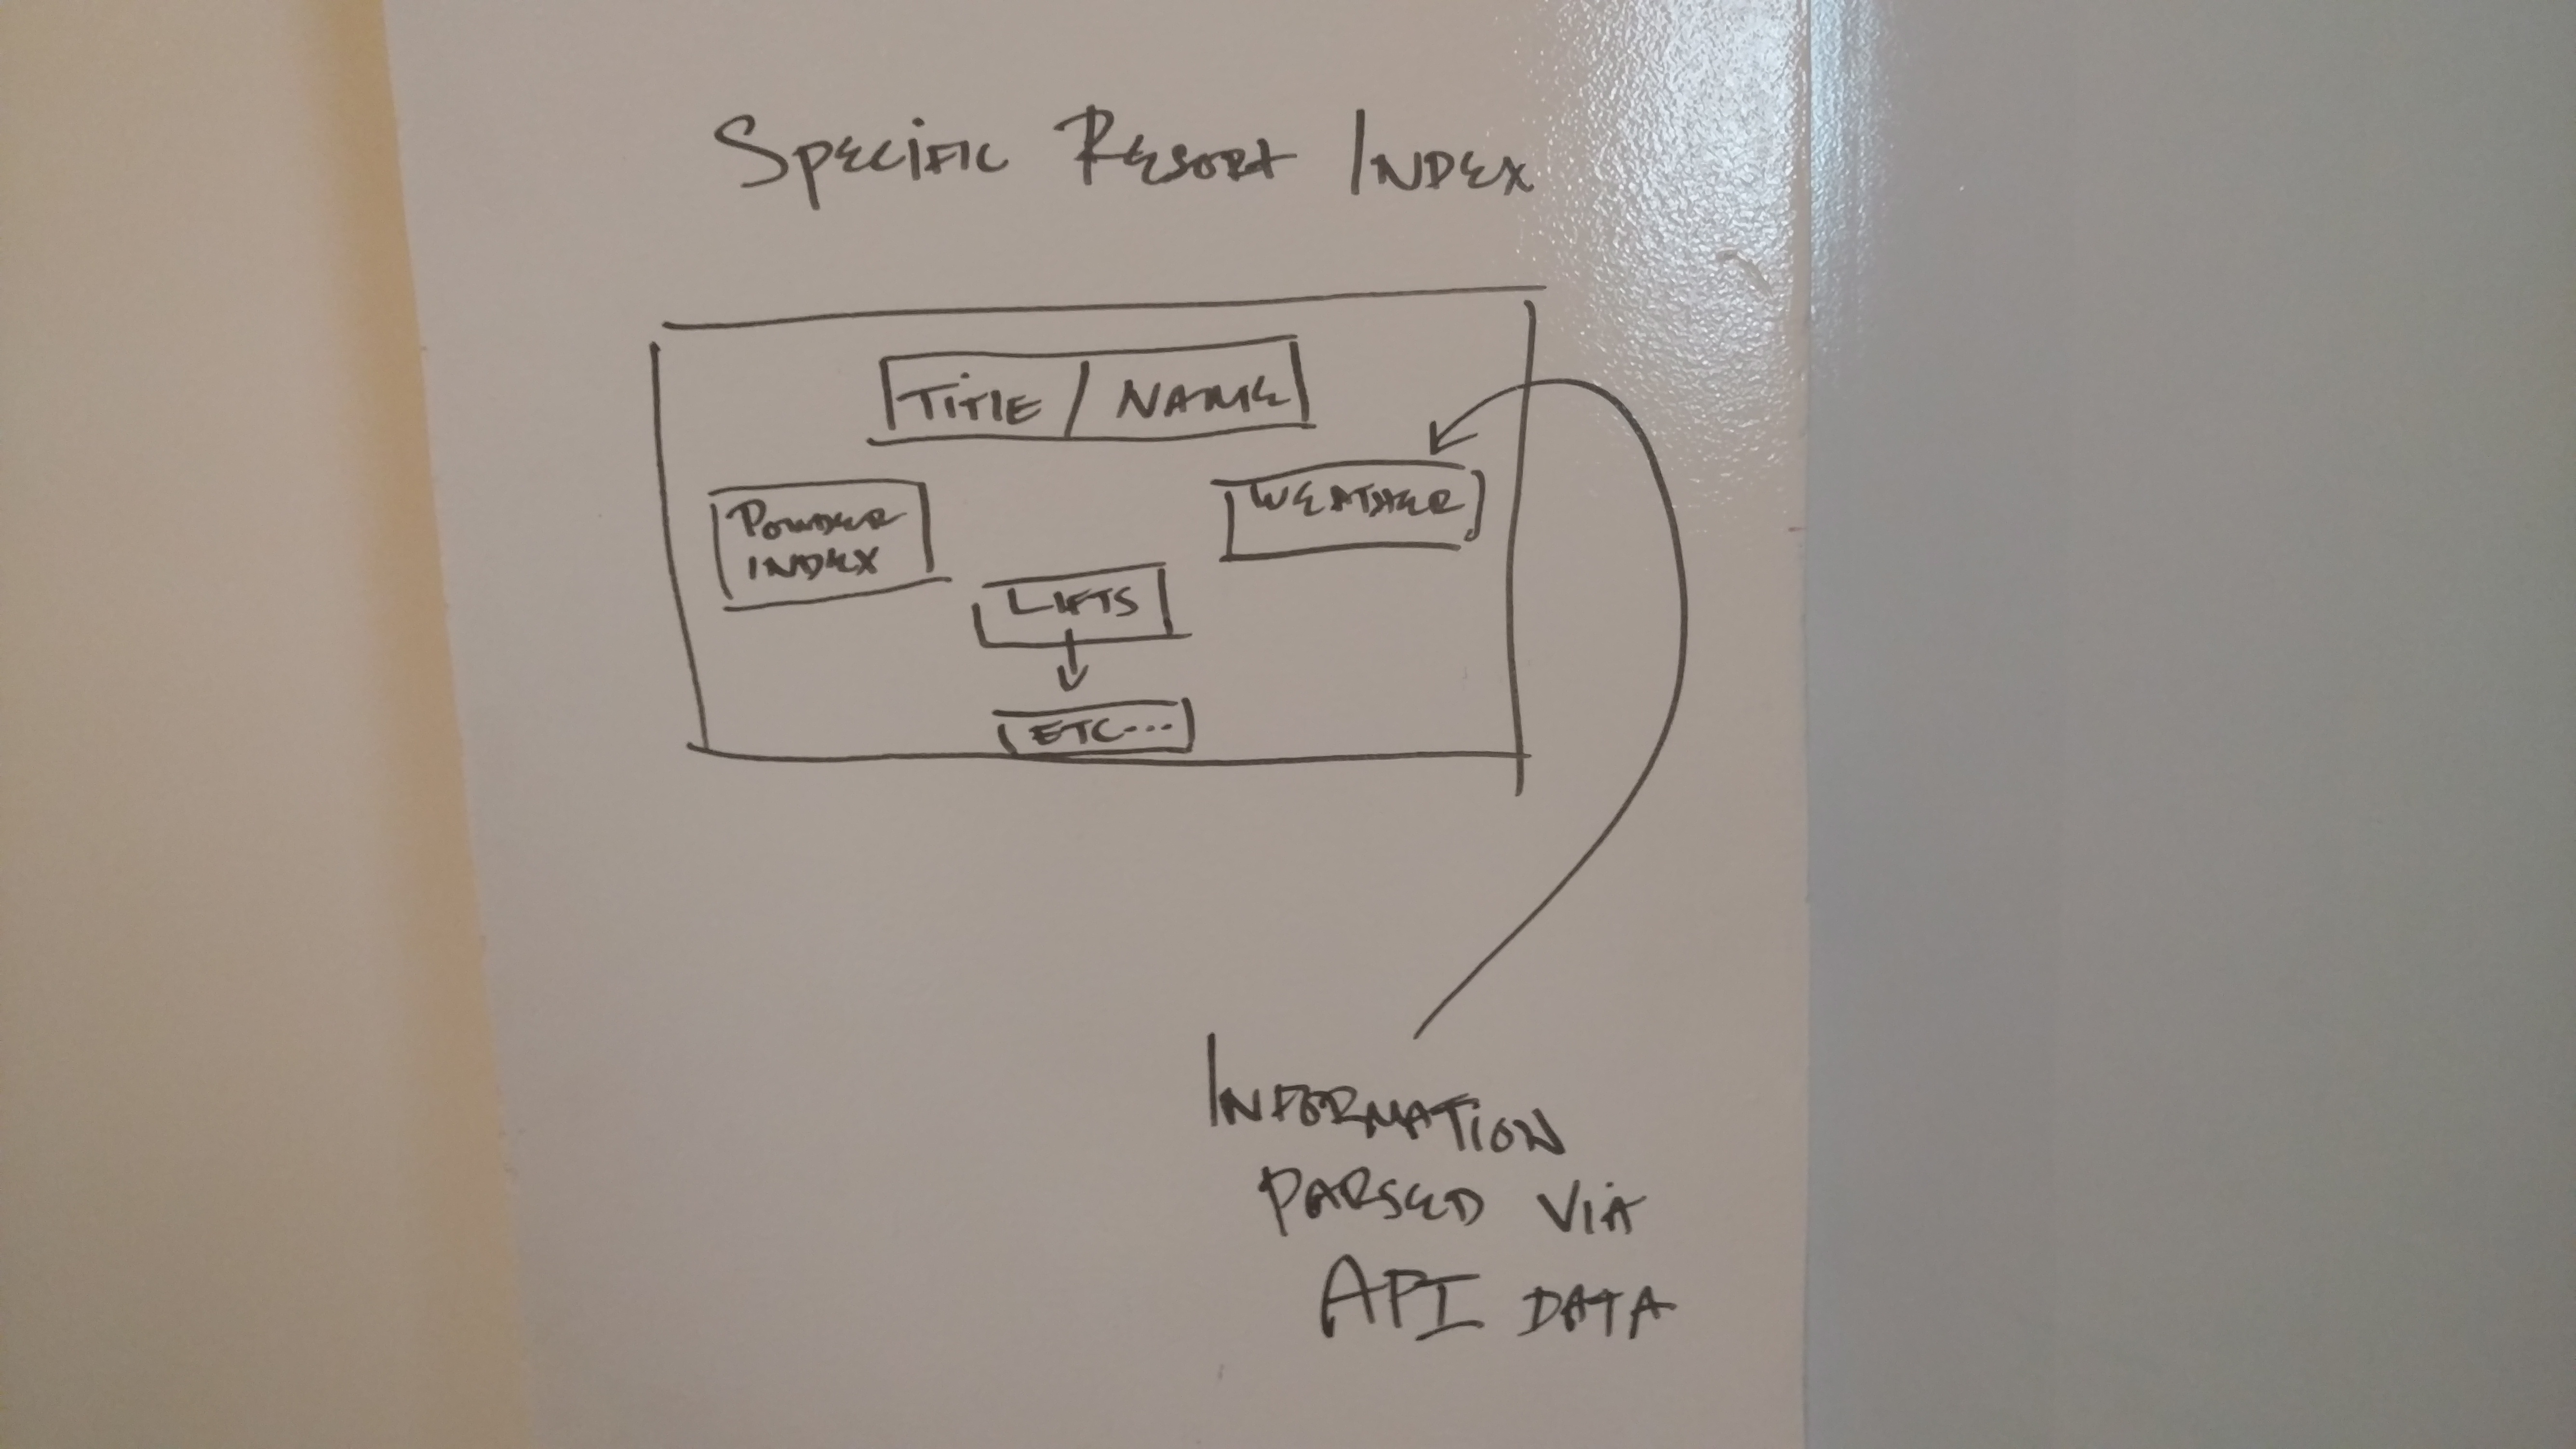 SPECIFIC RESORT INDEX
TITLE / NAME
POWDER
INDEX
WEATHER
LIFTS
ETC...
INFORMATION
PARSED VIA
API DATA